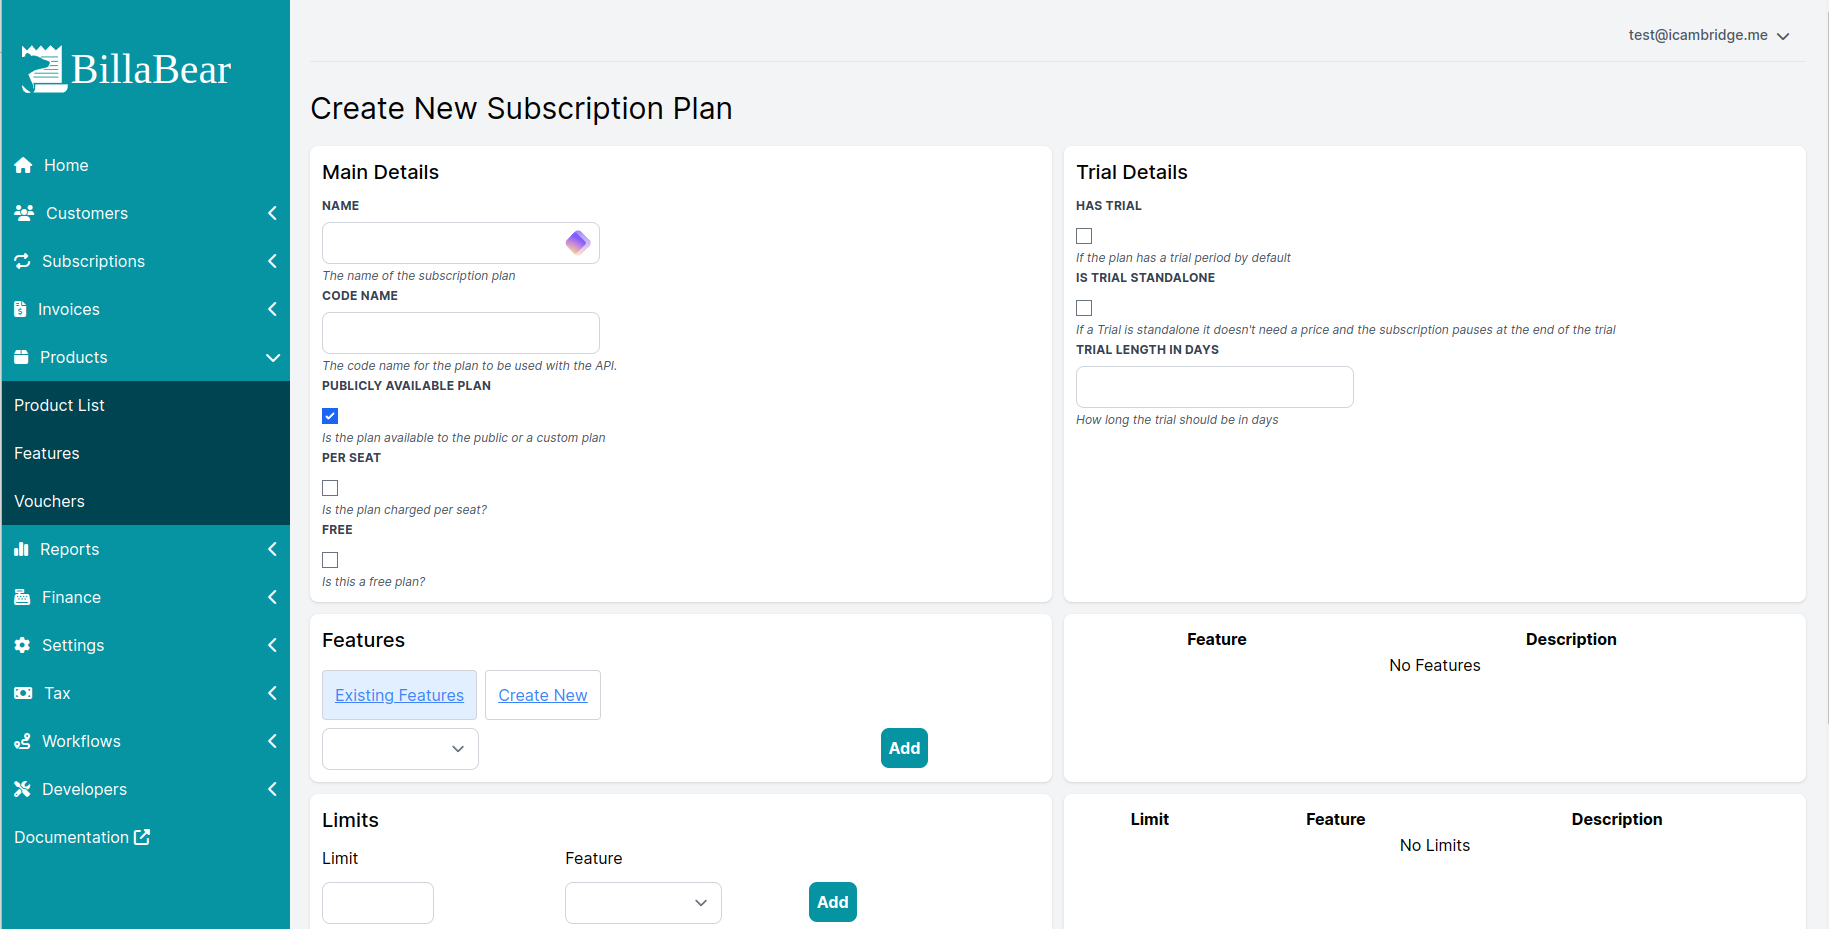 BillaBear
Home
Customers
Subscriptions
Invoices
Products
Product List
Features
Vouchers
Reports
Finance
Settings
Tax
Workflows
Developers
Documentation
test@icambridge.me
Create New Subscription Plan
Main Details
NAME
The name of the subscription plan
CODE NAME
The code name for the plan to be used with the API.
PUBLICLY AVAILABLE PLAN
Is the plan available to the public or a custom plan
PER SEAT
Is the plan charged per seat?
FREE
Is this a free plan?
Trial Details
HAS TRIAL
If the plan has a trial period by default
IS TRIAL STANDALONE
If a Trial is standalone it doesn't need a price and the subscription pauses at the end of the trial
TRIAL LENGTH IN DAYS
How long the trial should be in days
Features
Existing Features Create New
Add
Feature Description
No Features
Limits
Limit Feature
Add
Limit Feature Description
No Limits